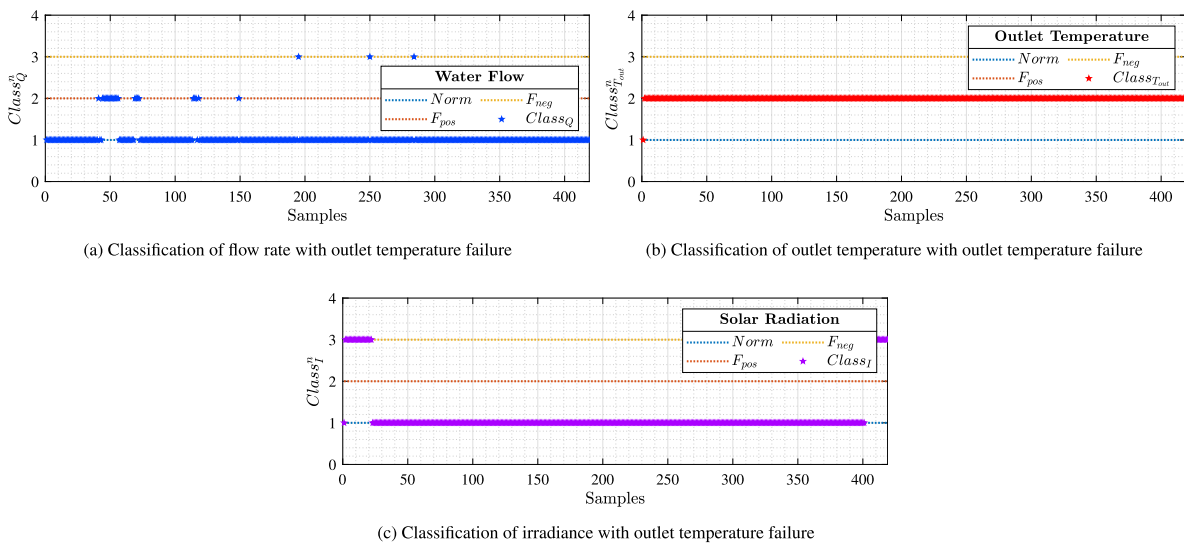 4
3
2
1
0
Class^n_Q
Water Flow
Norm
F_neg
F_pos
Class_Q
0 50 100 150 200 250 300 350 400
Samples
(a) Classification of flow rate with outlet temperature failure
4
3
2
1
0
Class^n_{T_out}
Outlet Temperature
Norm
F_neg
F_pos
Class_{T_out}
0 50 100 150 200 250 300 350 400
Samples
(b) Classification of outlet temperature with outlet temperature failure
4
3
2
1
0
Class^n_I
Solar Radiation
Norm
F_neg
F_pos
Class_I
0 50 100 150 200 250 300 350 400
Samples
(c) Classification of irradiance with outlet temperature failure